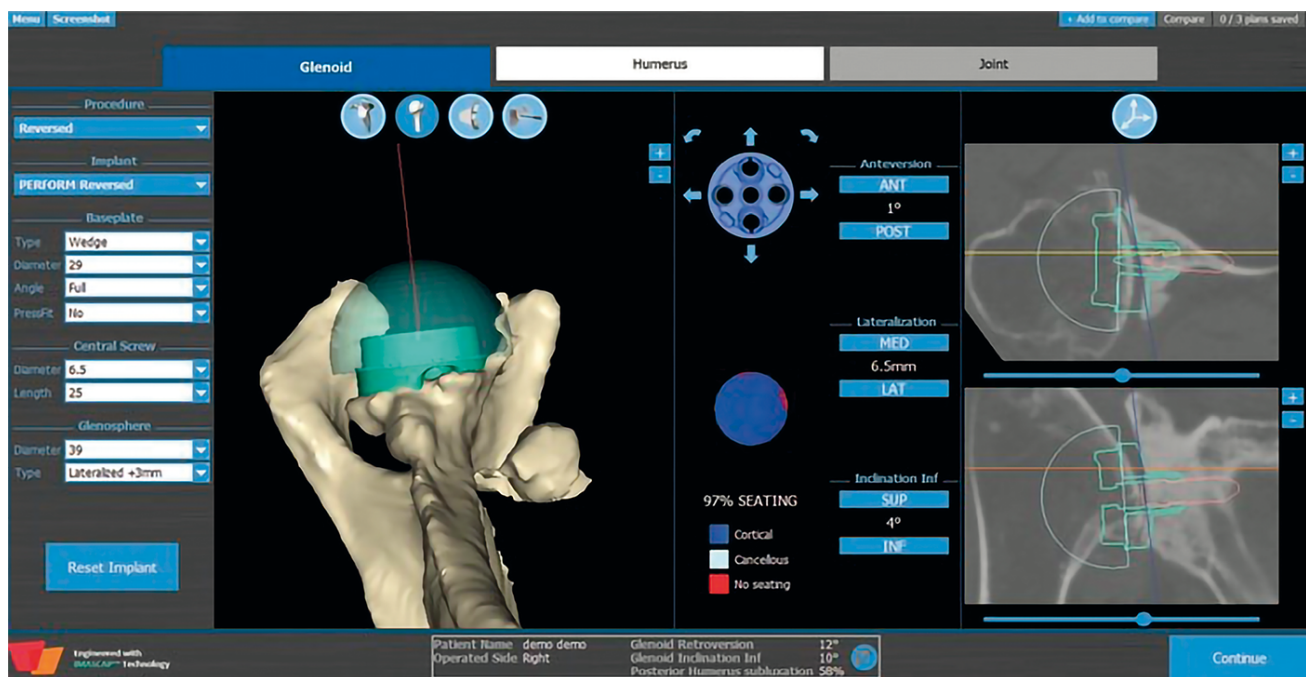 Menu Screenshot
+ Add to compare Compare 0 / 3 plans saved
Glenoid Humerus Joint
Procedure
Reversed
Implant
PERFORM Reversed
Baseplate
Type Wedge
Diameter 29
Angle Full
PressFit No
Central Screw
Diameter 6.5
Length 25
Glenosphere
Diameter 39
Type Lateralized +3mm
Reset Implant
+
-
Anteversion
ANT
1°
POST
Lateralization
MED
6.5mm
LAT
97% SEATING
Cortical
Cancellous
No seating
Inclination Inf
SUP
4°
INF
+
-
+
-
Engineered with
IMASCAP™ Technology
Patient Name demo demo
Operated Side Right
Glenoid Retroversion 12°
Glenoid Inclination Inf 10°
Posterior Humerus subluxation 58%
Continue